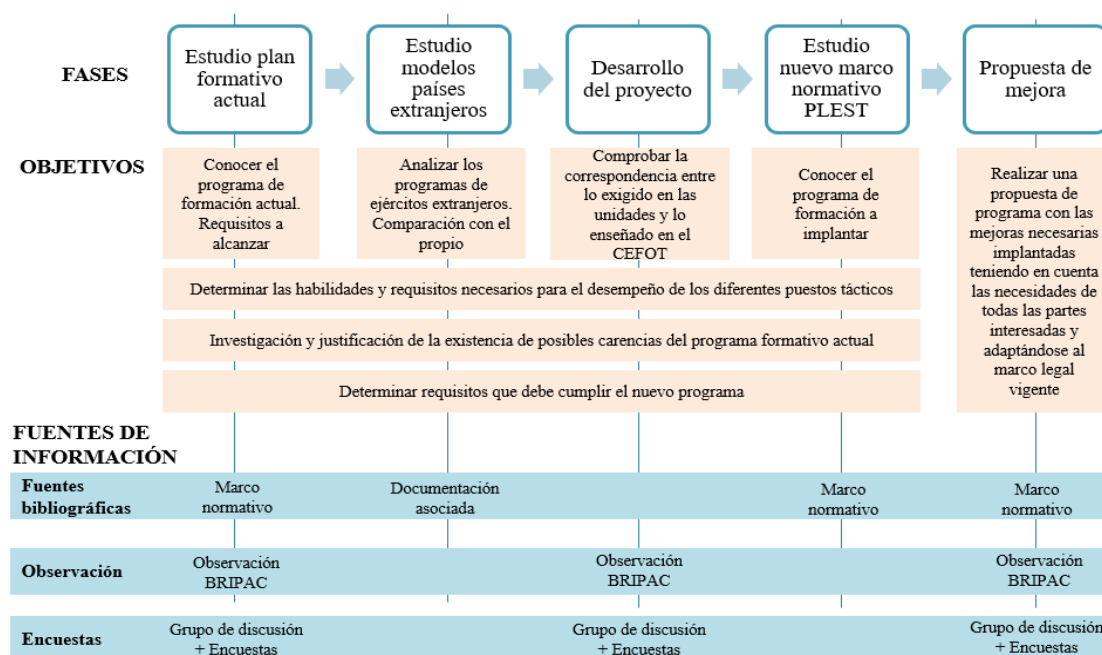 FASES
Estudio plan
formativo
actual
Estudio
modelos
países
extranjeros
Desarrollo
del proyecto
Estudio
nuevo marco
normativo
PLEST
Propuesta de
mejora
OBJETIVOS
Conocer el
programa de
formación actual.
Requisitos a
alcanzar
Analizar los
programas de
ejércitos extranjeros.
Comparación con el
propio
Comprobar la
correspondencia entre
lo exigido en las
unidades y lo
enseñado en el
CEFOT
Conocer el
programa de
formación a
implantar
Realizar una
propuesta de
programa con las
mejoras necesarias
implantadas
teniendo en cuenta
las necesidades de
todas las partes
interesadas y
adaptándose al
marco legal
vigente
Determinar las habilidades y requisitos necesarios para el desempeño de los diferentes puestos tácticos
Investigación y justificación de la existencia de posibles carencias del programa formativo actual
Determinar requisitos que debe cumplir el nuevo programa
FUENTES DE
INFORMACIÓN
Fuentes
bibliográficas
Marco
normativo
Documentación
asociada
Marco
normativo
Marco
normativo
Observación
Observación
BRIPAC
Observación
BRIPAC
Observación
BRIPAC
Encuestas
Grupo de discusión
+ Encuestas
Grupo de discusión
+ Encuestas
Grupo de discusión
+ Encuestas